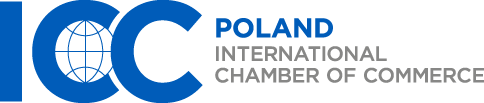 ICC
POLAND
INTERNATIONAL
CHAMBER OF COMMERCE